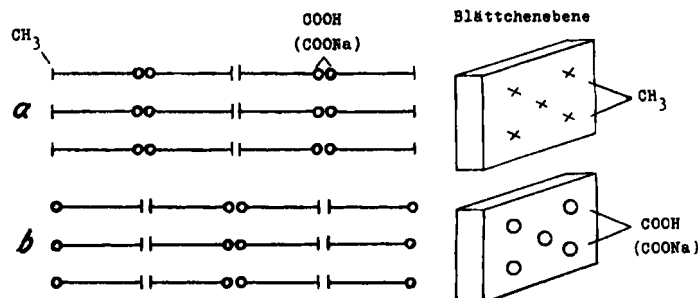 COOH
(COONa)
Blättchenebene
CH3
a
CH3
b
COOH
(COONa)